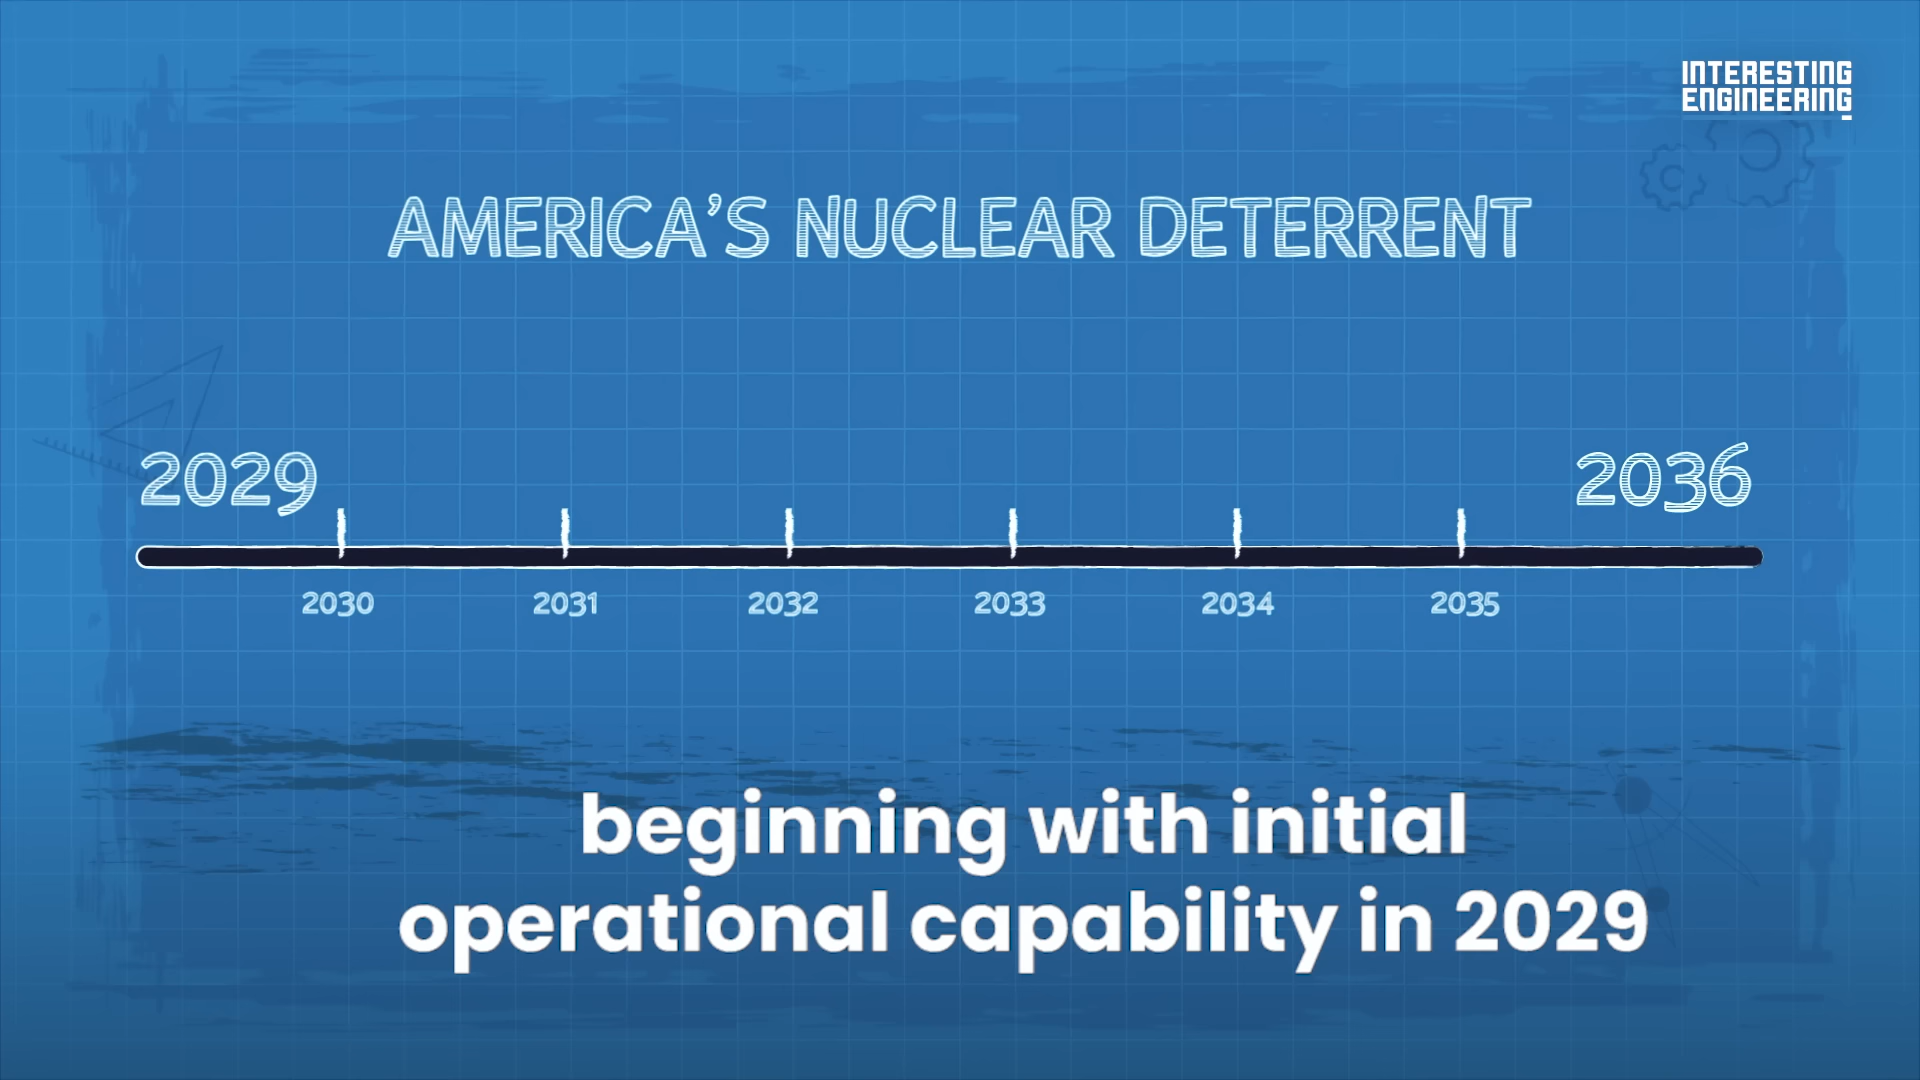 INTERESTING
ENGINEERING
AMERICA'S NUCLEAR DETERRENT
2029
2036
2030
2031
2032
2033
2034
2035
beginning with initial
operational capability in 2029